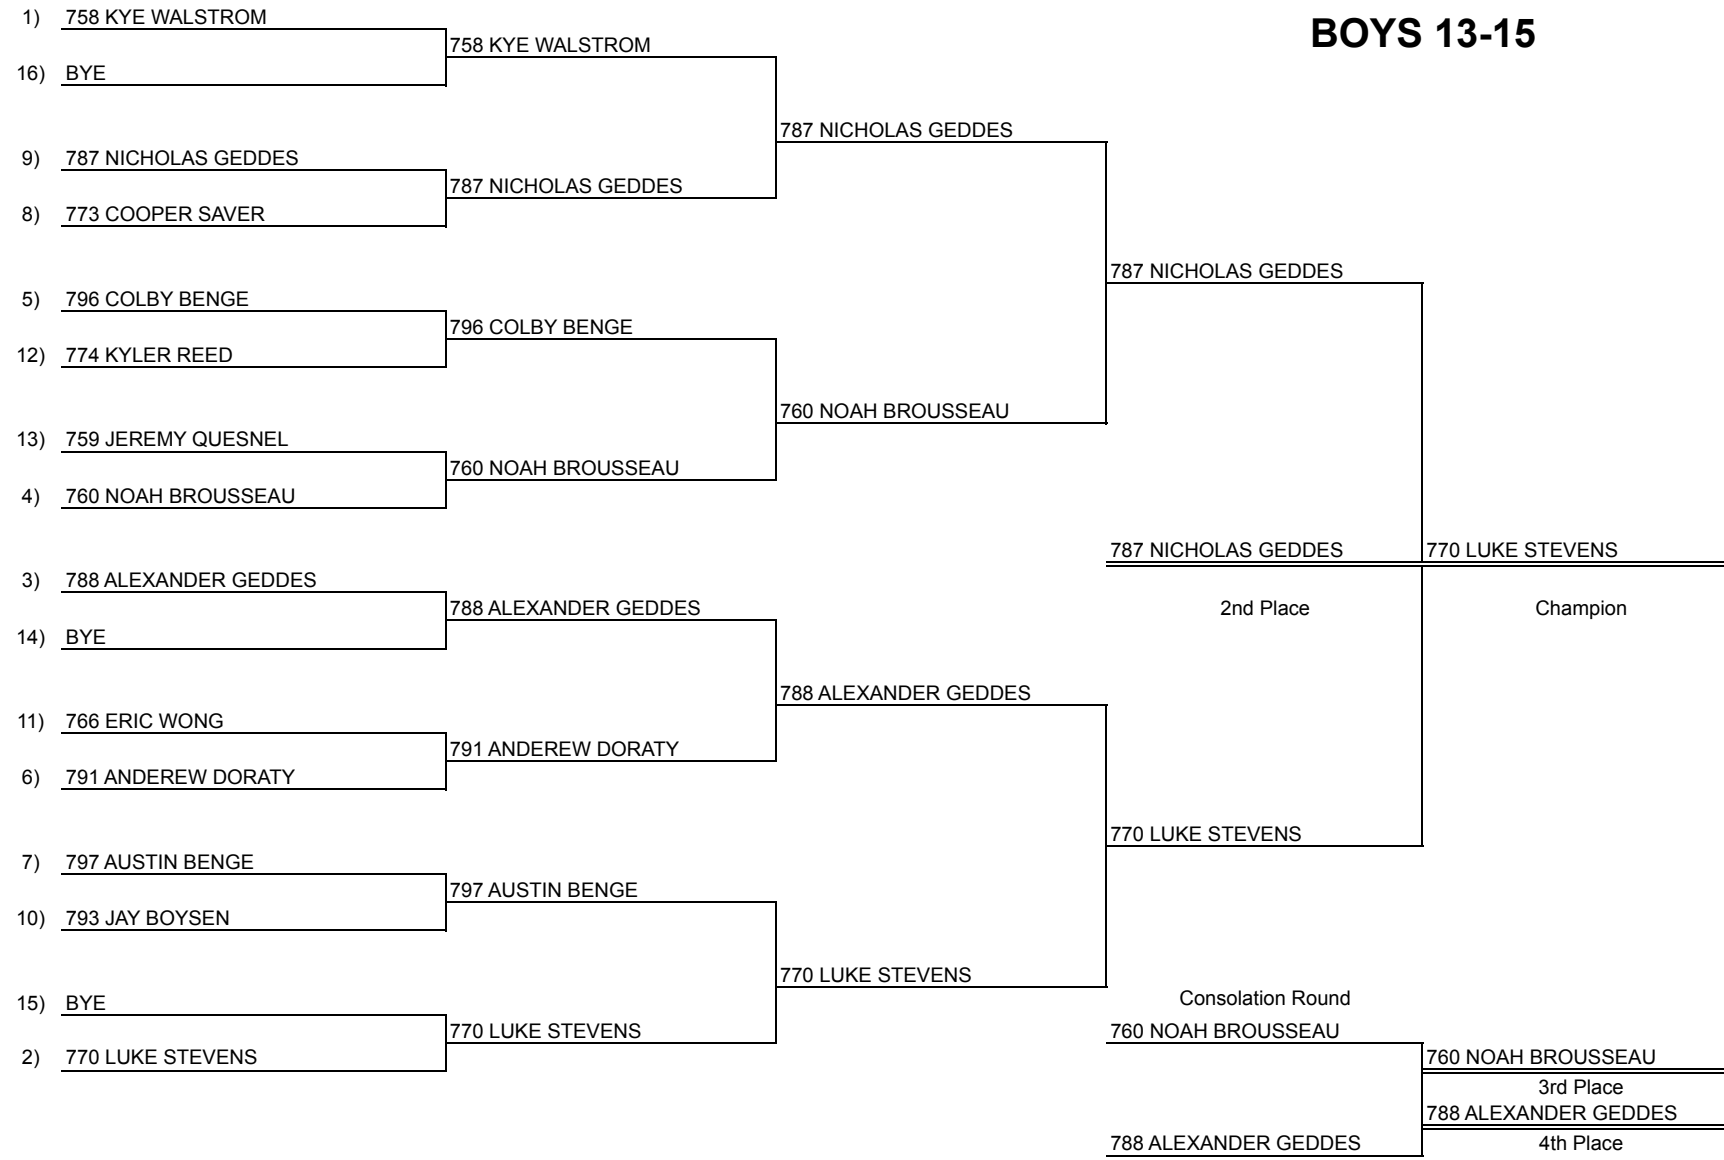 BOYS 13-15
1) 758 KYE WALSTROM
758 KYE WALSTROM
16) BYE
787 NICHOLAS GEDDES
9) 787 NICHOLAS GEDDES
787 NICHOLAS GEDDES
8) 773 COOPER SAVER
787 NICHOLAS GEDDES
5) 796 COLBY BENGE
796 COLBY BENGE
12) 774 KYLER REED
760 NOAH BROUSSEAU
13) 759 JEREMY QUESNEL
760 NOAH BROUSSEAU
4) 760 NOAH BROUSSEAU
787 NICHOLAS GEDDES
770 LUKE STEVENS
3) 788 ALEXANDER GEDDES
788 ALEXANDER GEDDES
2nd Place
Champion
14) BYE
788 ALEXANDER GEDDES
11) 766 ERIC WONG
791 ANDEREW DORATY
6) 791 ANDEREW DORATY
770 LUKE STEVENS
7) 797 AUSTIN BENGE
797 AUSTIN BENGE
10) 793 JAY BOYSEN
770 LUKE STEVENS
15) BYE
770 LUKE STEVENS
2) 770 LUKE STEVENS
Consolation Round
760 NOAH BROUSSEAU
760 NOAH BROUSSEAU
3rd Place
788 ALEXANDER GEDDES
788 ALEXANDER GEDDES
4th Place